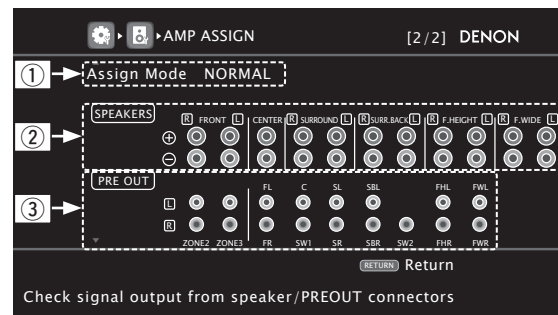 AMP ASSIGN [2/2] DENON
1 Assign Mode NORMAL
SPEAKERS
R FRONT L CENTER R SURROUND L R SURR.BACK L R F.HEIGHT L R F.WIDE L
2 +
−
PRE OUT
FL C SL SBL FHL FWL
3 L
R
ZONE2 ZONE3 FR SW1 SR SBR SW2 FHR FWR
RETURN Return
Check signal output from speaker/PREOUT connectors